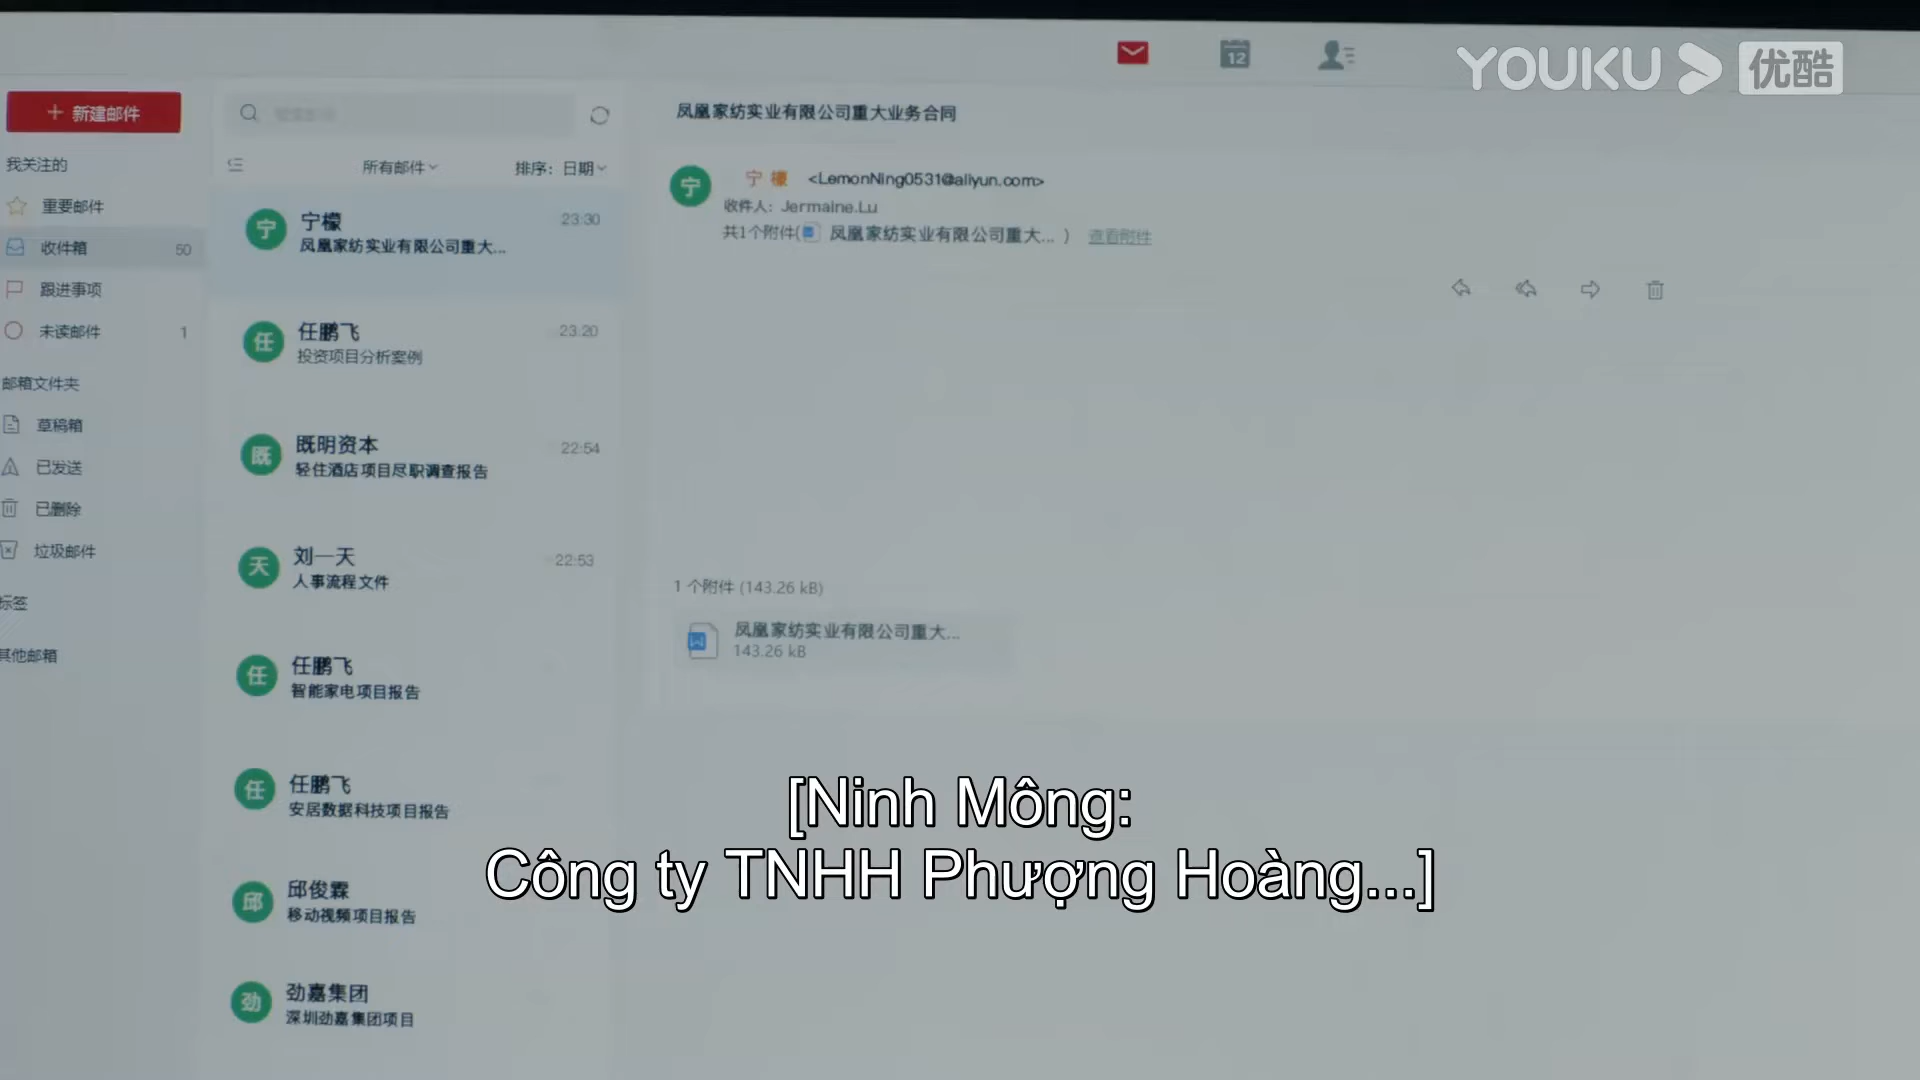 YOUKU 优酷
12
新建邮件
我关注的
重要邮件
收件箱 50
跟进事项
未读邮件 1
邮箱文件夹
草稿箱
已发送
已删除
垃圾邮件
标签
其他邮箱
所有邮件
排序：日期
宁檬 23:30
凤凰家纺实业有限公司重大...
任鹏飞 23:20
投资项目分析案例
既明资本 22:54
轻住酒店项目尽职调查报告
刘一天 22:53
人事流程文件
任鹏飞
智能家电项目报告
任鹏飞
安居数据科技项目报告
邱俊霖
移动视频项目报告
劲嘉集团
深圳劲嘉集团项目
宁
任
既
天
任
任
邱
劲
凤凰家纺实业有限公司重大业务合同
宁
宁檬 <LemonNing0531@aliyun.com>
收件人：Jermaine.Lu
共1个附件( 凤凰家纺实业有限公司重大... ) 查看附件
1 个附件 (143.26 kB)
凤凰家纺实业有限公司重大...
143.26 kB
[Ninh Mông:
Công ty TNHH Phượng Hoàng...]